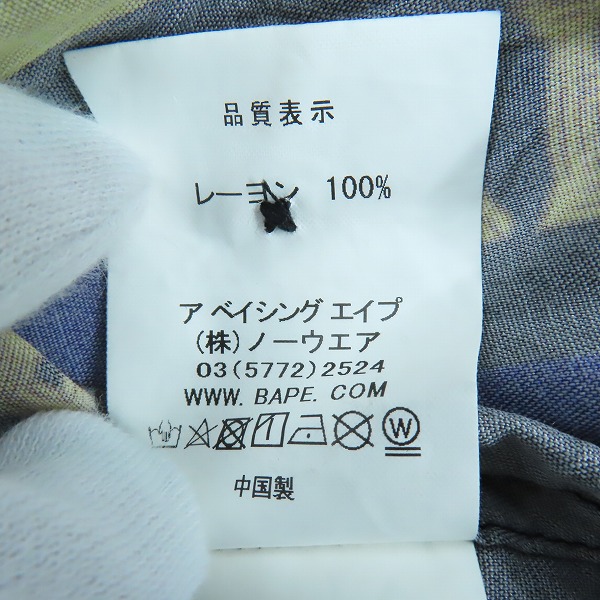 品質表示
レーヨン 100%
ア ベイシング エイプ
(株) ノーウエア
03(5772)2524
WWW. BAPE. COM
W
中国製